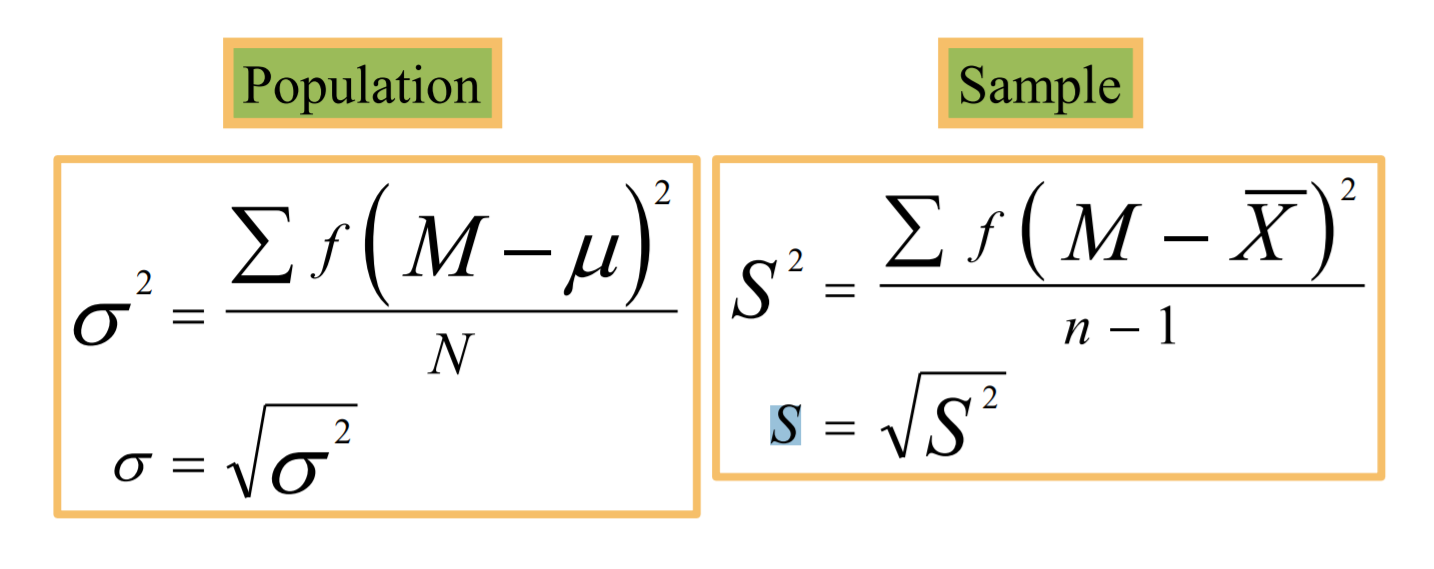 Population
σ² = ∑ f(M − μ)² / N
σ = √σ²
Sample
S² = ∑ f(M − X̄)² / n − 1
S = √S²